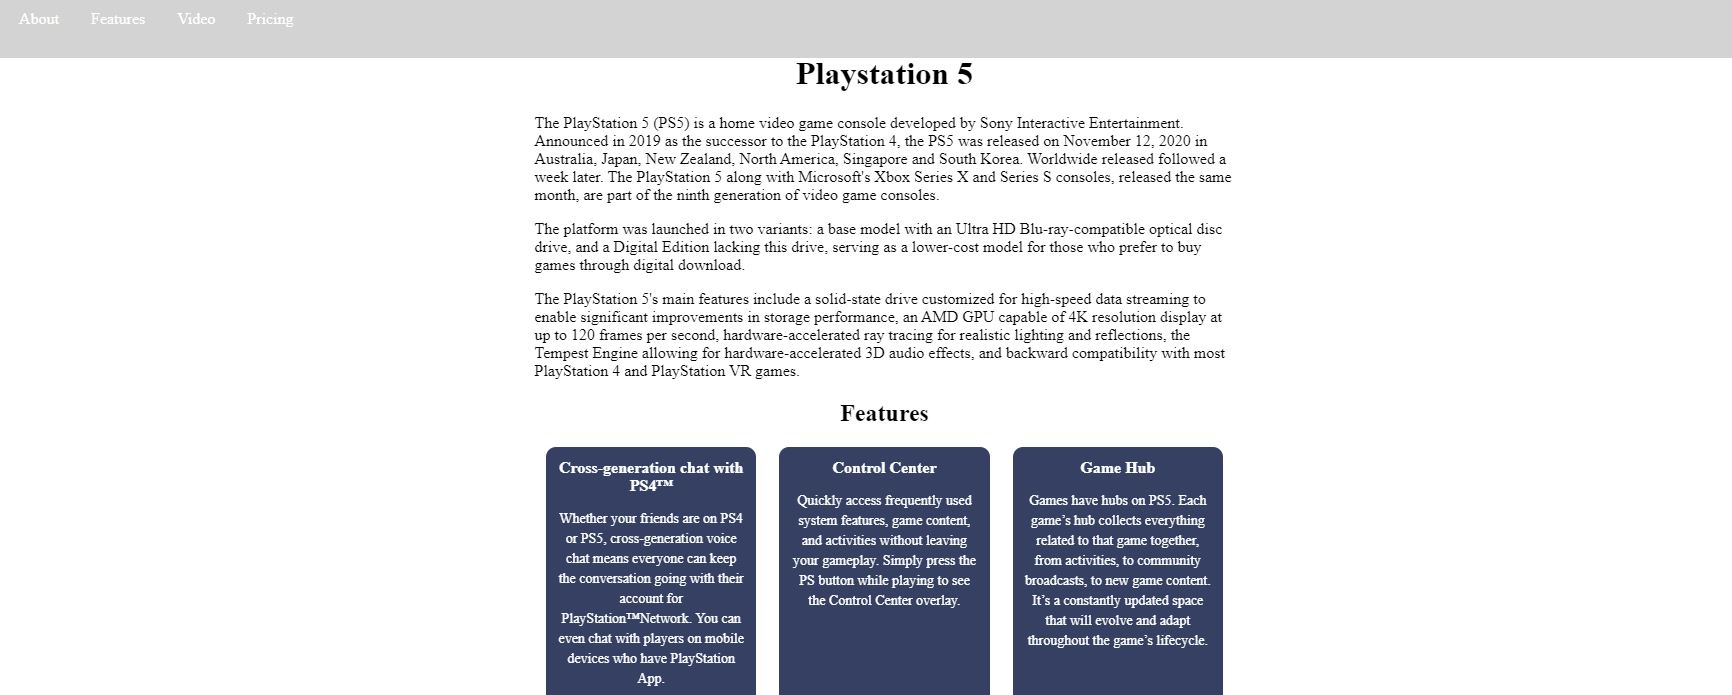 About Features Video Pricing
Playstation 5
The PlayStation 5 (PS5) is a home video game console developed by Sony Interactive Entertainment.
Announced in 2019 as the successor to the PlayStation 4, the PS5 was released on November 12, 2020 in
Australia, Japan, New Zealand, North America, Singapore and South Korea. Worldwide released followed a
week later. The PlayStation 5 along with Microsoft's Xbox Series X and Series S consoles, released the same
month, are part of the ninth generation of video game consoles.
The platform was launched in two variants: a base model with an Ultra HD Blu-ray-compatible optical disc
drive, and a Digital Edition lacking this drive, serving as a lower-cost model for those who prefer to buy
games through digital download.
The PlayStation 5's main features include a solid-state drive customized for high-speed data streaming to
enable significant improvements in storage performance, an AMD GPU capable of 4K resolution display at
up to 120 frames per second, hardware-accelerated ray tracing for realistic lighting and reflections, the
Tempest Engine allowing for hardware-accelerated 3D audio effects, and backward compatibility with most
PlayStation 4 and PlayStation VR games.
Features
Cross-generation chat with
PS4™
Whether your friends are on PS4
or PS5, cross-generation voice
chat means everyone can keep
the conversation going with their
account for
PlayStation™Network. You can
even chat with players on mobile
devices who have PlayStation
App.
Control Center
Quickly access frequently used
system features, game content,
and activities without leaving
your gameplay. Simply press the
PS button while playing to see
the Control Center overlay.
Game Hub
Games have hubs on PS5. Each
game’s hub collects everything
related to that game together,
from activities, to community
broadcasts, to new game content.
It’s a constantly updated space
that will evolve and adapt
throughout the game’s lifecycle.